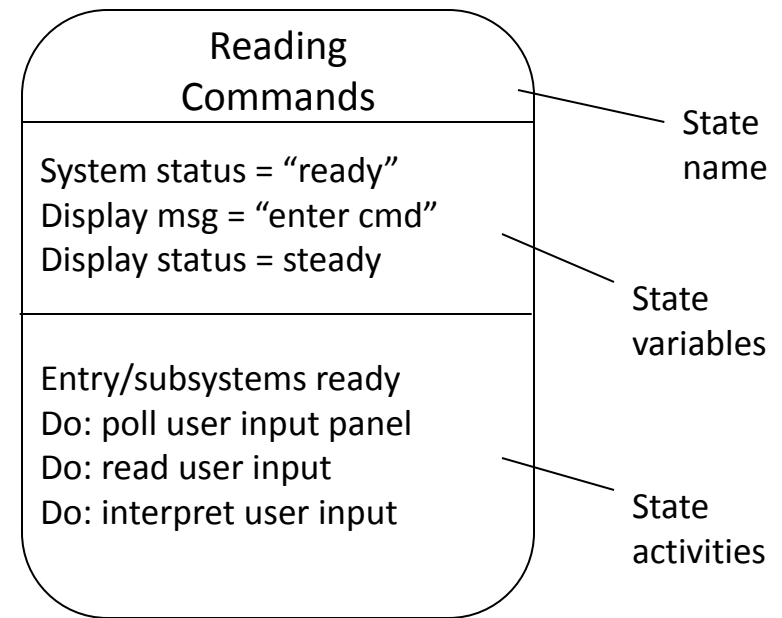 Reading
Commands
State
name
System status = “ready”
Display msg = “enter cmd”
Display status = steady
State
variables
Entry/subsystems ready
Do: poll user input panel
Do: read user input
Do: interpret user input
State
activities